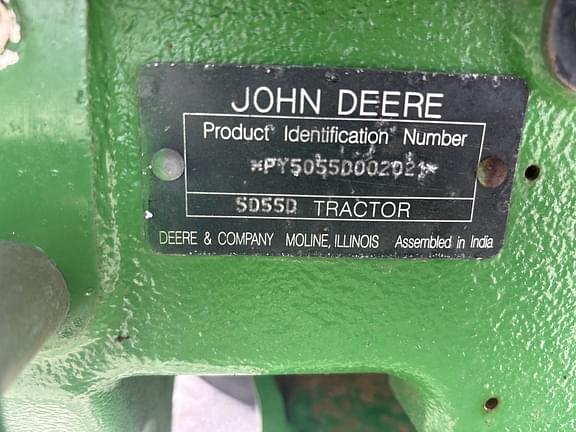 JOHN DEERE
Product Identification Number
*PY5055D002021*
5055D TRACTOR
DEERE & COMPANY MOLINE, ILLINOIS Assembled in India